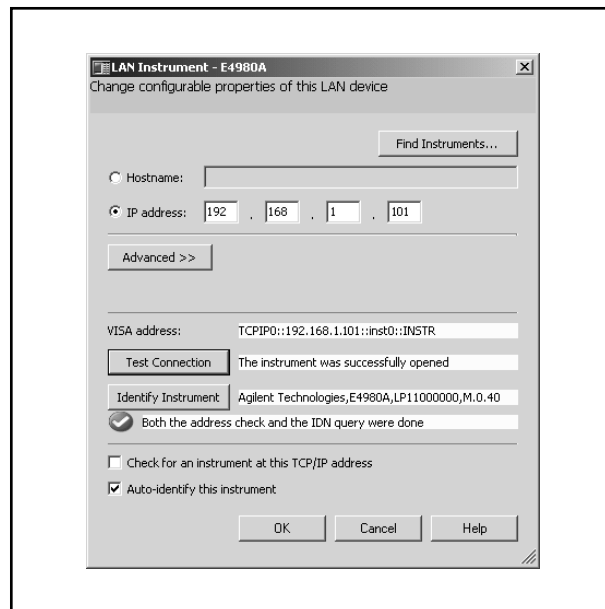 LAN Instrument - E4980A
Change configurable properties of this LAN device
Find Instruments...
Hostname:
IP address: 192 . 168 . 1 . 101
Advanced >>
VISA address: TCPIP0::192.168.1.101::inst0::INSTR
Test Connection The instrument was successfully opened
Identify Instrument Agilent Technologies,E4980A,LP11000000,M.0.40
Both the address check and the IDN query were done
Check for an instrument at this TCP/IP address
Auto-identify this instrument
OK Cancel Help